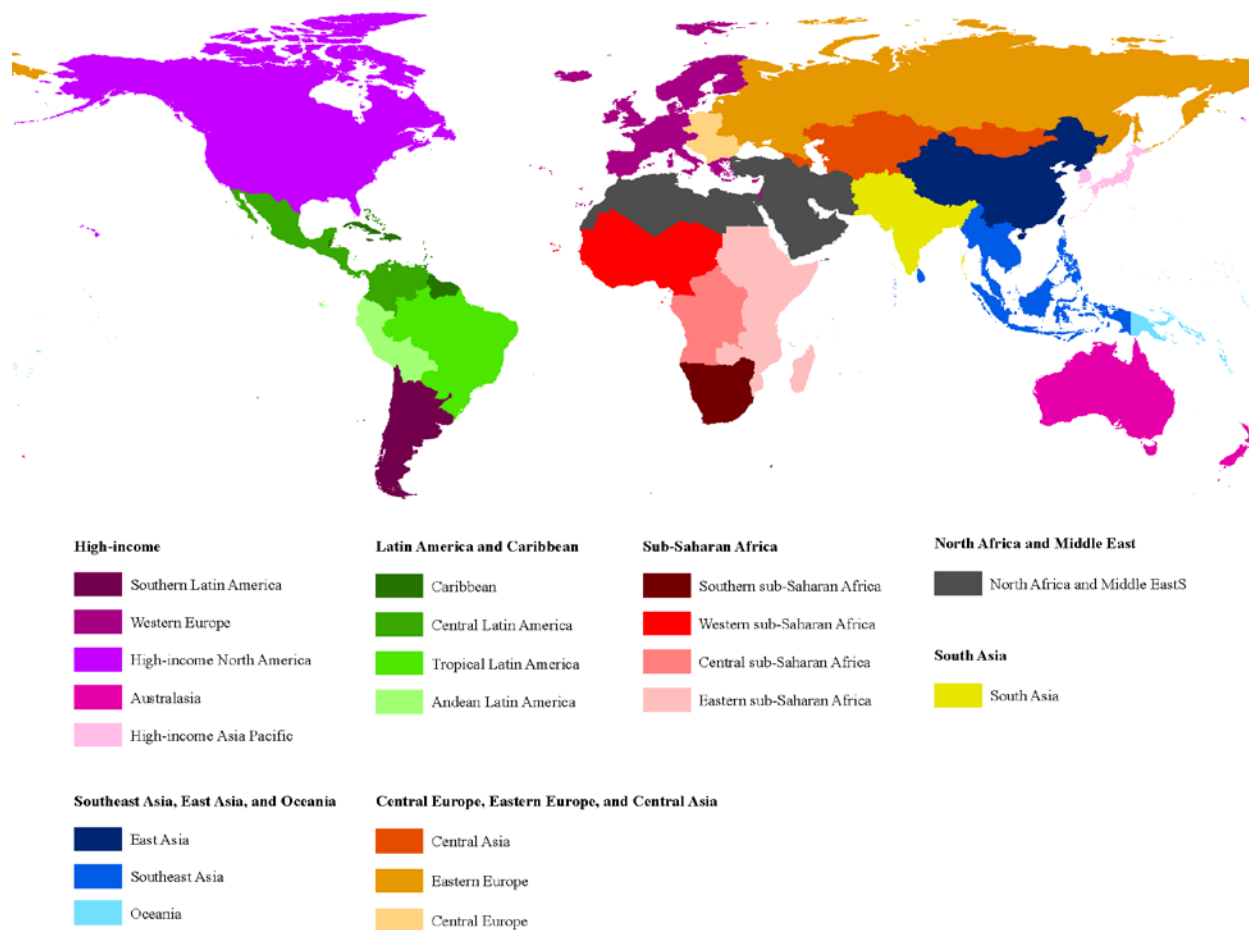 High-income
Southern Latin America
Western Europe
High-income North America
Australasia
High-income Asia Pacific
Latin America and Caribbean
Caribbean
Central Latin America
Tropical Latin America
Andean Latin America
Sub-Saharan Africa
Southern sub-Saharan Africa
Western sub-Saharan Africa
Central sub-Saharan Africa
Eastern sub-Saharan Africa
North Africa and Middle East
North Africa and Middle EastS
South Asia
South Asia
Southeast Asia, East Asia, and Oceania
East Asia
Southeast Asia
Oceania
Central Europe, Eastern Europe, and Central Asia
Central Asia
Eastern Europe
Central Europe